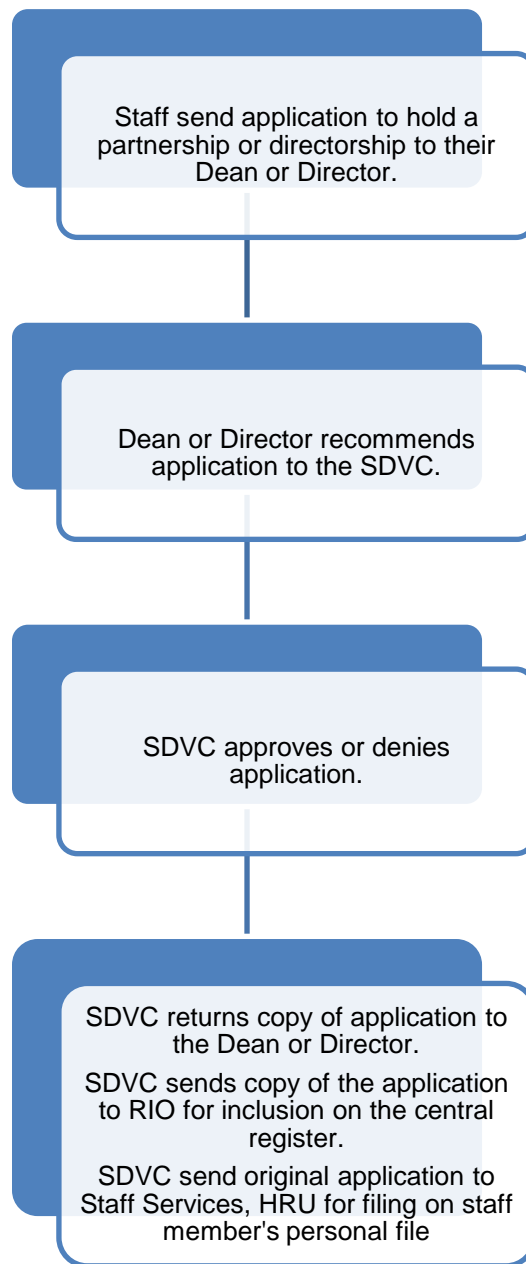 Staff send application to hold a
partnership or directorship to their
Dean or Director.
Dean or Director recommends
application to the SDVC.
SDVC approves or denies
application.
SDVC returns copy of application to
the Dean or Director.
SDVC sends copy of the application
to RIO for inclusion on the central
register.
SDVC send original application to
Staff Services, HRU for filing on staff
member's personal file